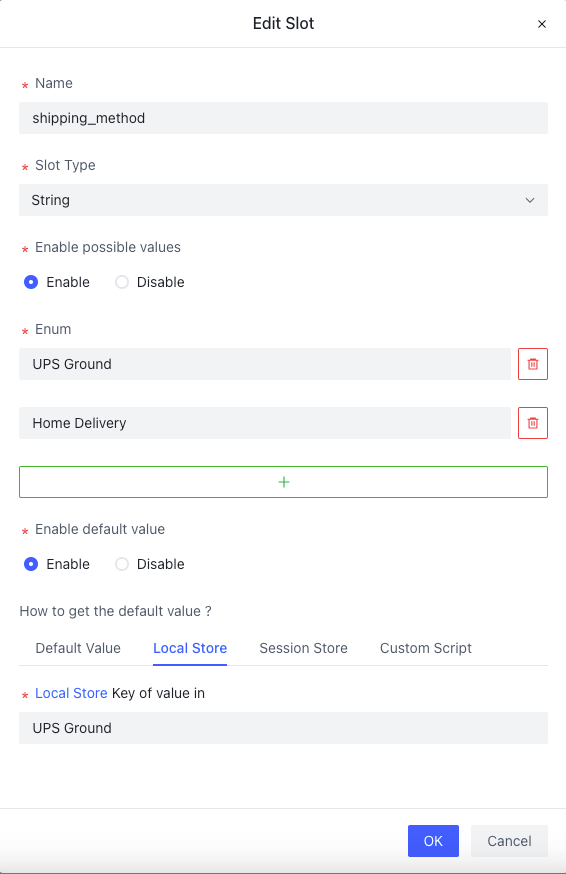 Edit Slot
* Name
shipping_method
* Slot Type
String
* Enable possible values
Enable Disable
* Enum
UPS Ground
Home Delivery
+
* Enable default value
Enable Disable
How to get the default value ?
Default Value Local Store Session Store Custom Script
* Local Store Key of value in
UPS Ground
OK Cancel